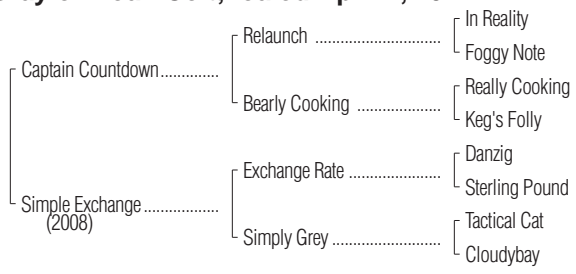 In Reality
Relaunch
Foggy Note
Captain Countdown
Really Cooking
Bearly Cooking
Keg's Folly
Danzig
Exchange Rate
Sterling Pound
Simple Exchange
(2008)
Tactical Cat
Simply Grey
Cloudybay